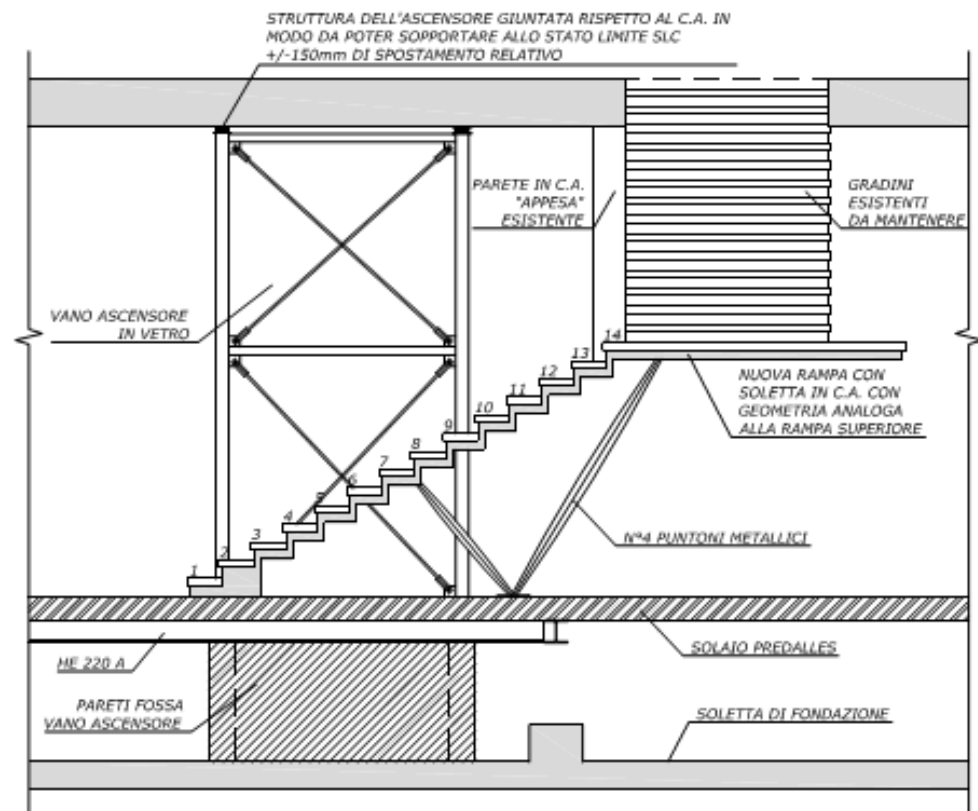 STRUTTURA DELL'ASCENSORE GIUNTATA RISPETTO AL C.A. IN
MODO DA POTER SOPPORTARE ALLO STATO LIMITE SLC
+/-150mm DI SPOSTAMENTO RELATIVO
PARETE IN C.A.
"APPESA"
ESISTENTE
GRADINI
ESISTENTI
DA MANTENERE
VANO ASCENSORE
IN VETRO
14
13
12
11
10
9
8
7
6
5
4
3
2
1
NUOVA RAMPA CON
SOLETTA IN C.A. CON
GEOMETRIA ANALOGA
ALLA RAMPA SUPERIORE
N°4 PUNTONI METALLICI
HE 220 A
SOLAIO PREDALLES
PARETI FOSSA
VANO ASCENSORE
SOLETTA DI FONDAZIONE